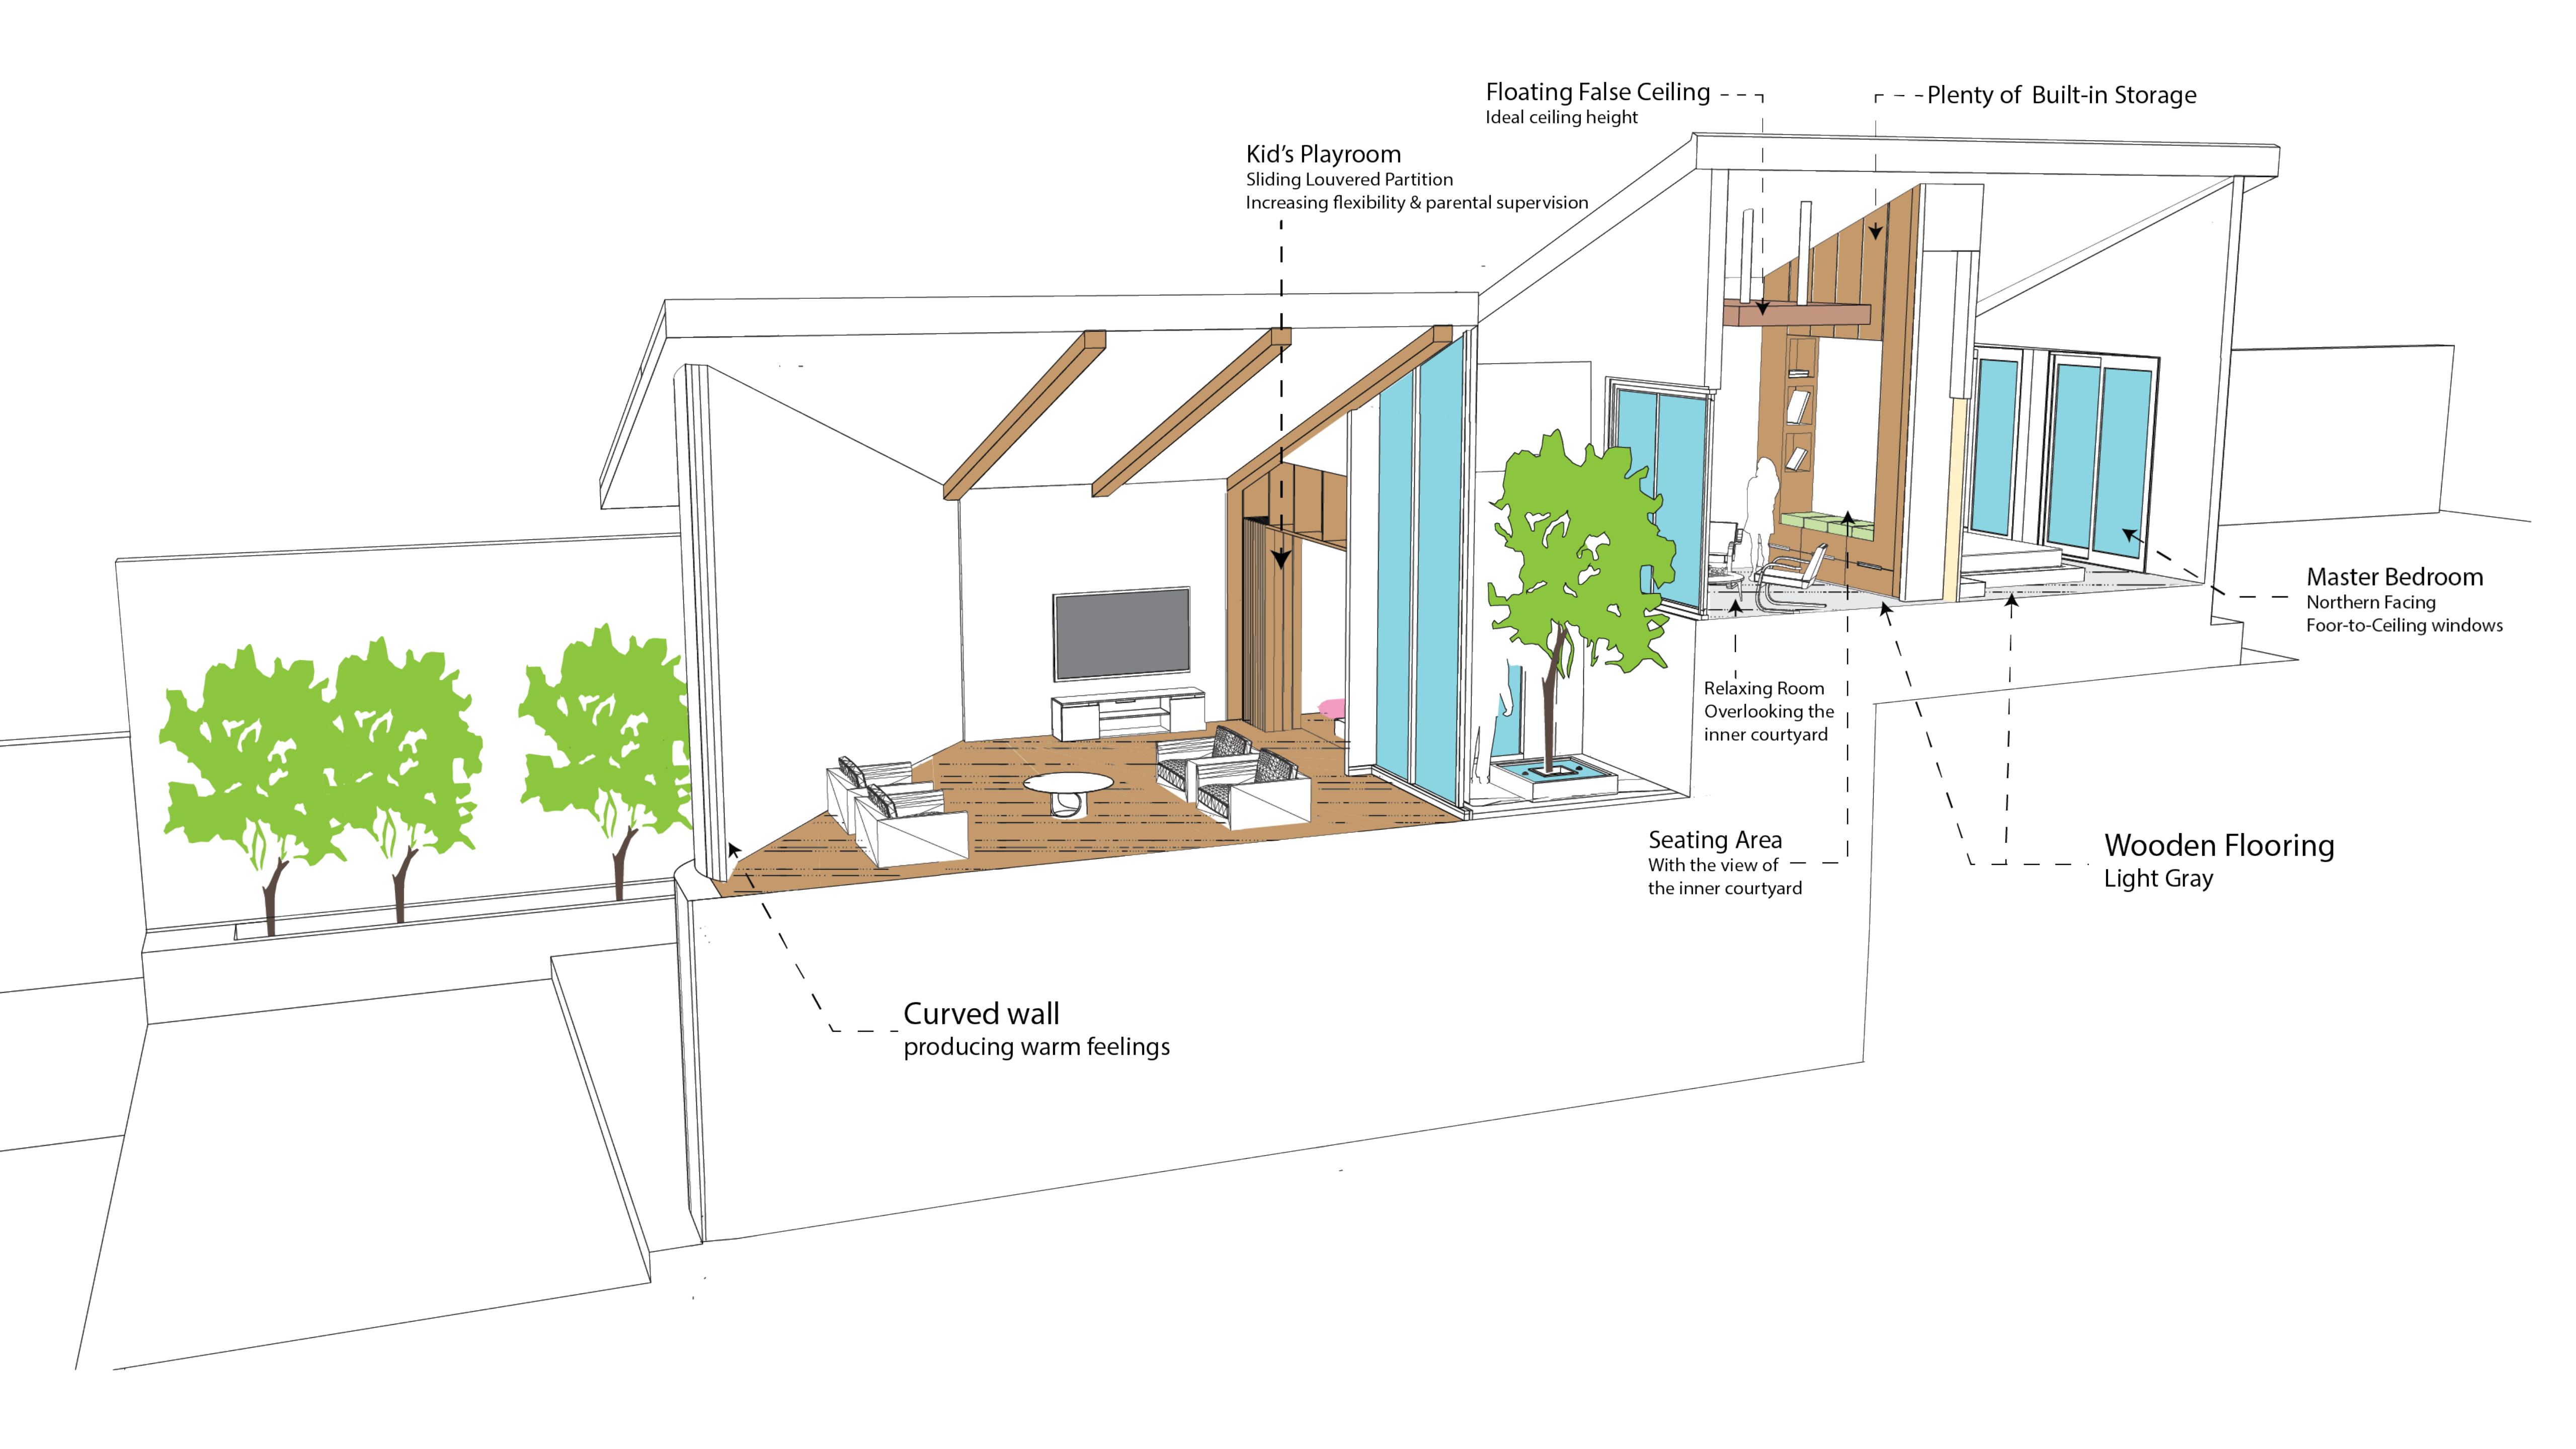 Floating False Ceiling
Ideal ceiling height
Plenty of Built-in Storage
Kid's Playroom
Sliding Louvered Partition
Increasing flexibility & parental supervision
Master Bedroom
Northern Facing
Foor-to-Ceiling windows
Relaxing Room
Overlooking the
inner courtyard
Seating Area
With the view of
the inner courtyard
Wooden Flooring
Light Gray
Curved wall
producing warm feelings